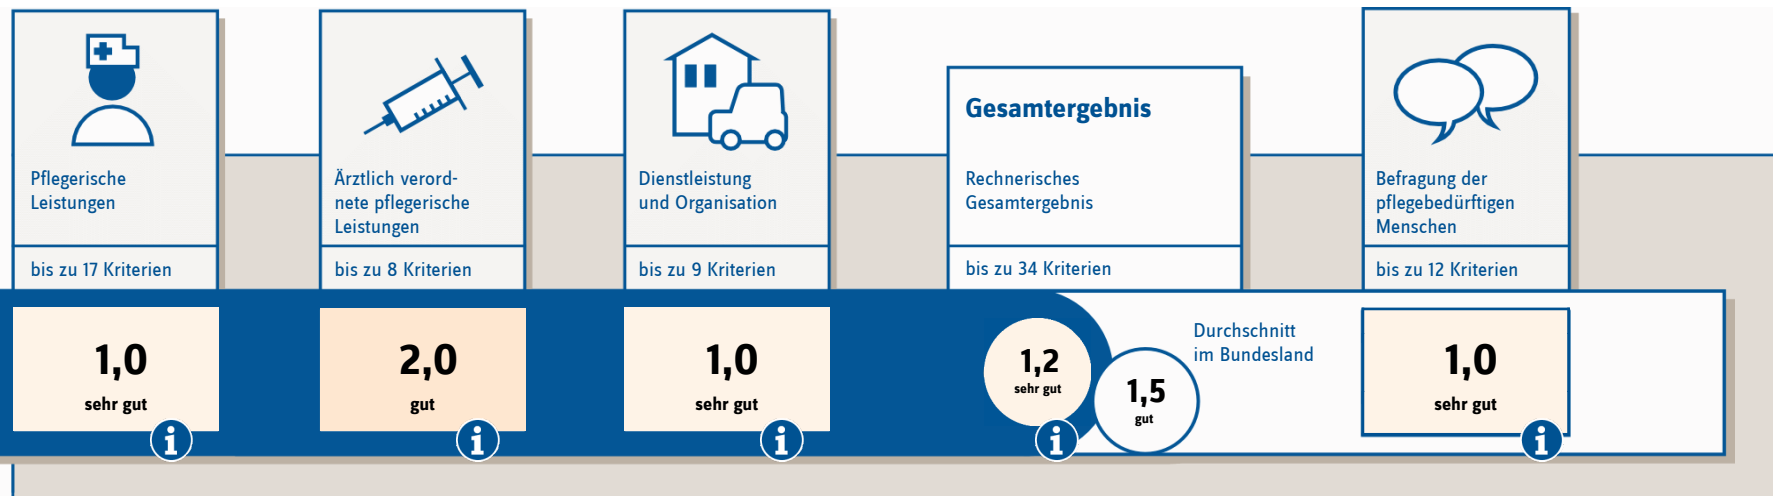 Pflegerische
Leistungen
bis zu 17 Kriterien
1,0
sehr gut
Ärztlich verord-
nete pflegerische
Leistungen
bis zu 8 Kriterien
2,0
gut
Dienstleistung
und Organisation
bis zu 9 Kriterien
1,0
sehr gut
Gesamtergebnis
Rechnerisches
Gesamtergebnis
bis zu 34 Kriterien
1,2
sehr gut
1,5
gut
Durchschnitt
im Bundesland
Befragung der
pflegebedürftigen
Menschen
bis zu 12 Kriterien
1,0
sehr gut